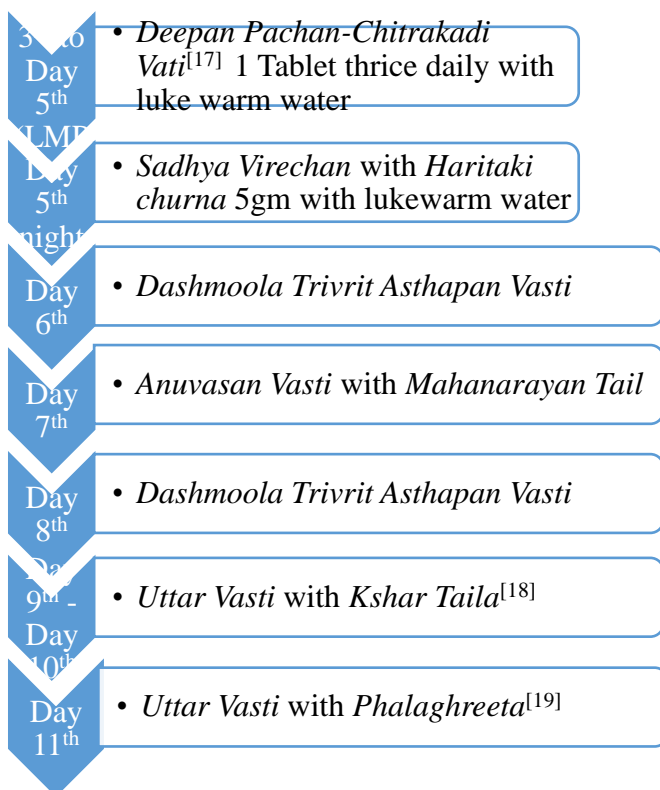 Day
5th
LMP
• Deepan Pachan-Chitrakadi
Vati[17] 1 Tablet thrice daily with
luke warm water
Day
5th
night
• Sadhya Virechan with Haritaki
churna 5gm with lukewarm water
Day
6th
• Dashmoola Trivrit Asthapan Vasti
Day
7th
• Anuvasan Vasti with Mahanarayan Tail
Day
8th
• Dashmoola Trivrit Asthapan Vasti
Day
9th -
Day
10th
• Uttar Vasti with Kshar Taila[18]
Day
11th
• Uttar Vasti with Phalaghreeta[19]